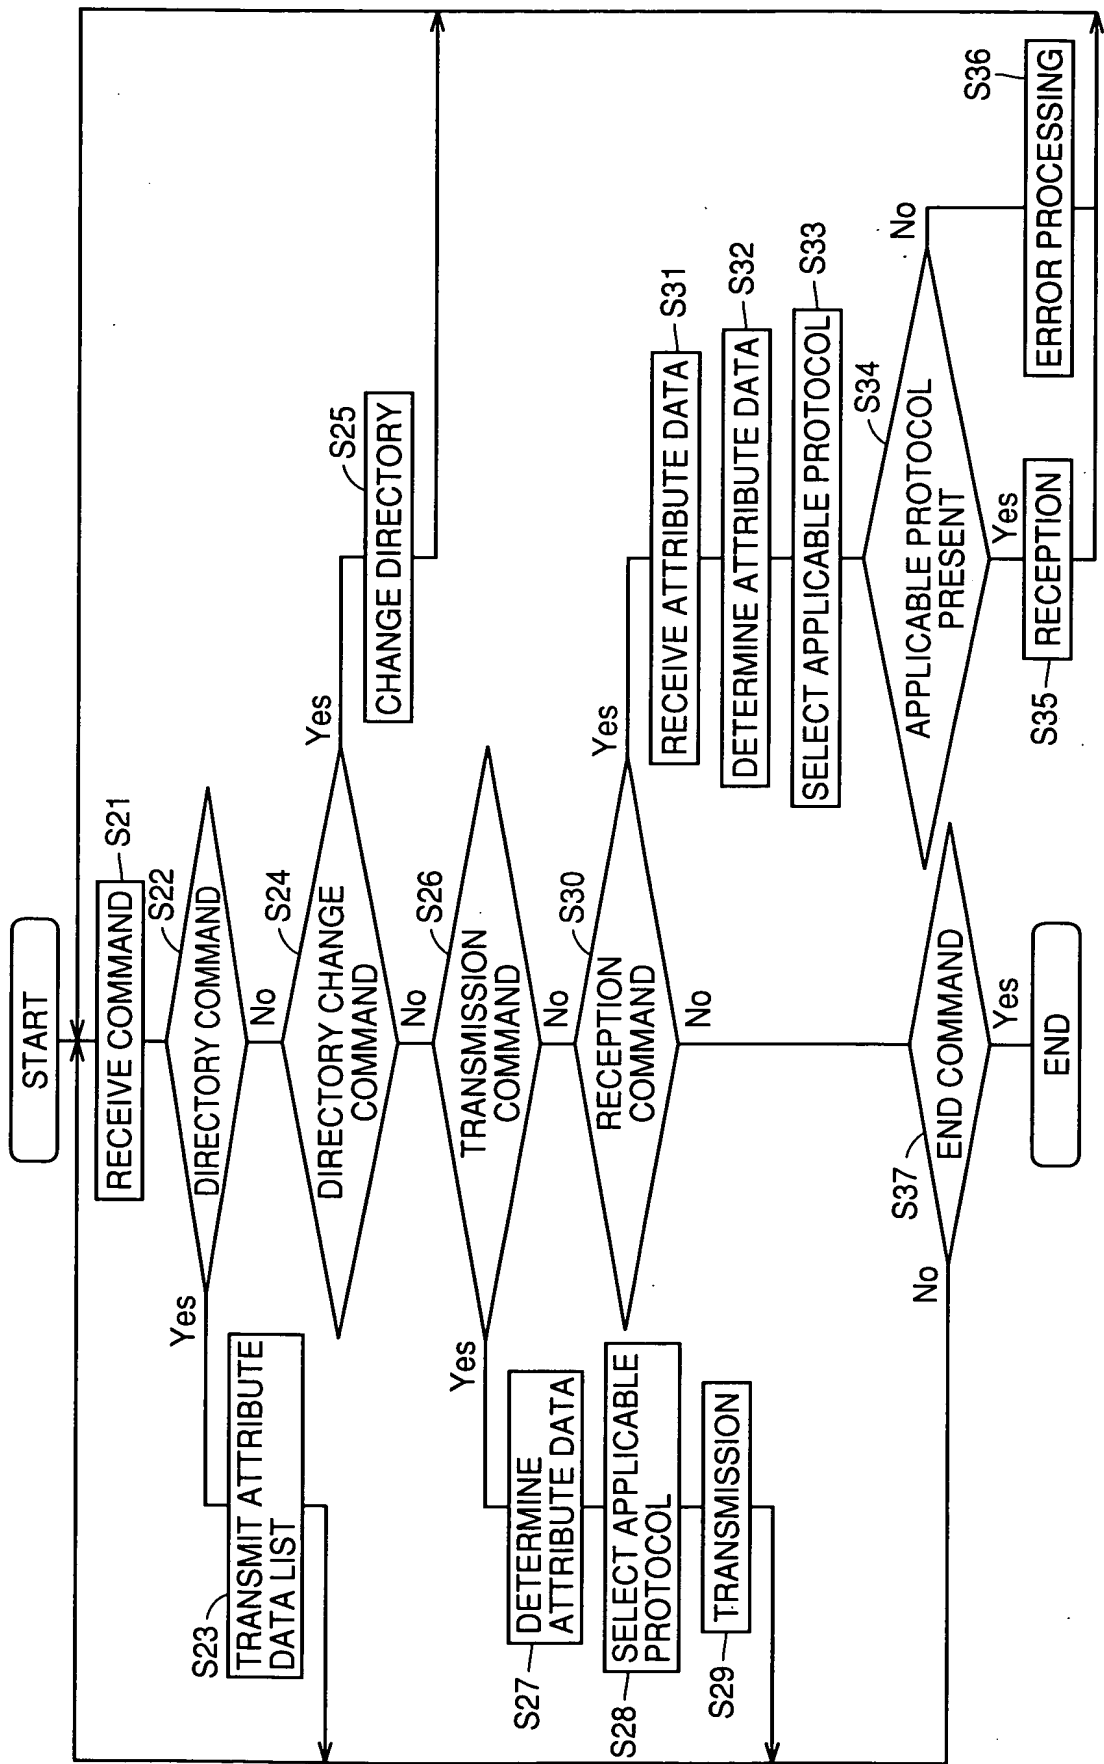 START
RECEIVE COMMAND
S21
DIRECTORY COMMAND
S22
Yes
No
S23
TRANSMIT ATTRIBUTE
DATA LIST
DIRECTORY CHANGE
COMMAND
S24
Yes
No
S25
CHANGE DIRECTORY
TRANSMISSION
COMMAND
S26
Yes
No
S27
DETERMINE
ATTRIBUTE DATA
S28
SELECT APPLICABLE
PROTOCOL
S29
TRANSMISSION
RECEPTION
COMMAND
S30
Yes
No
RECEIVE ATTRIBUTE DATA
S31
DETERMINE ATTRIBUTE DATA
S32
SELECT APPLICABLE PROTOCOL
S33
APPLICABLE PROTOCOL
PRESENT
S34
Yes
No
S35
RECEPTION
S36
ERROR PROCESSING
S37
END COMMAND
No
Yes
END